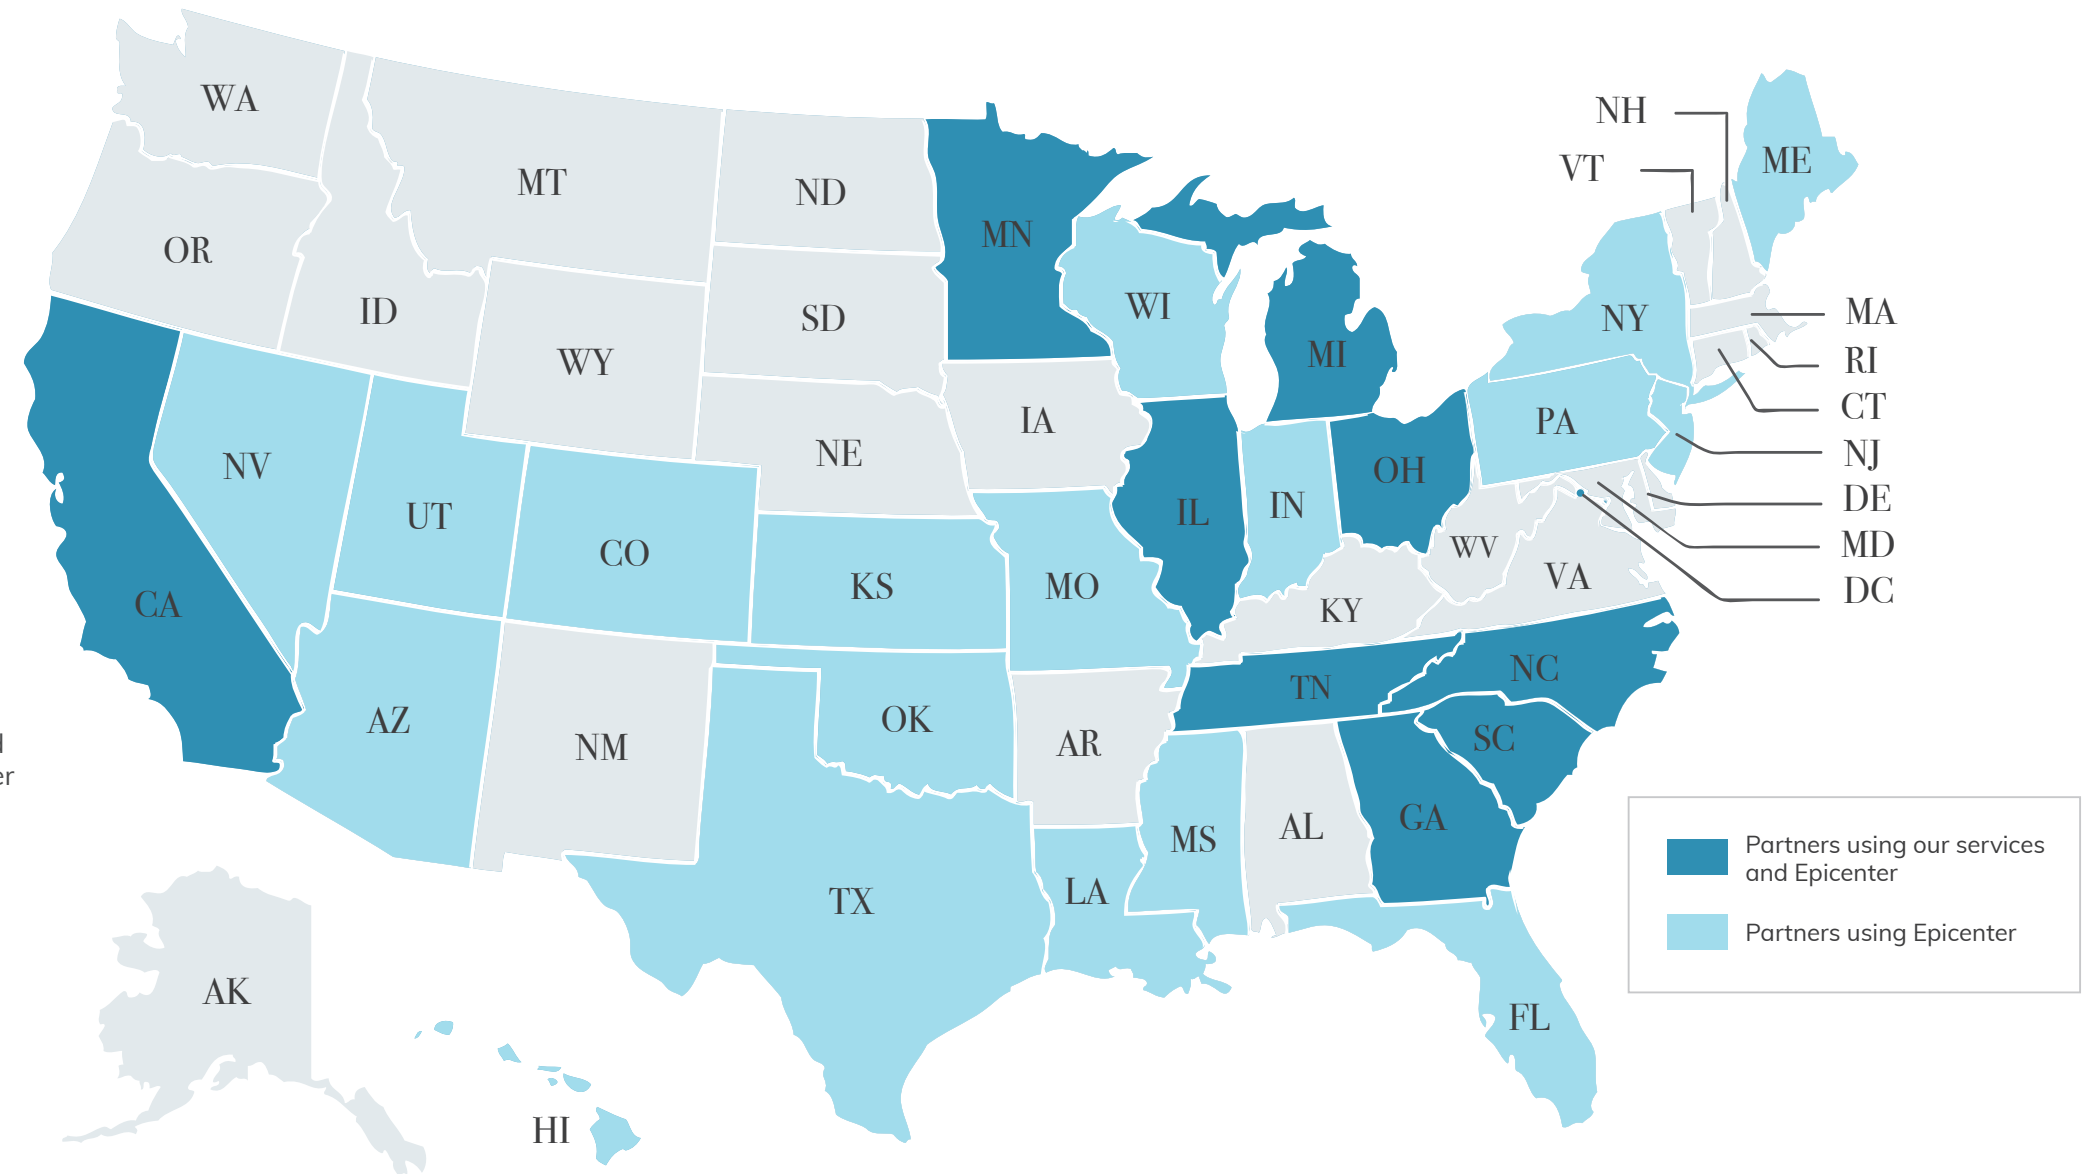 WA
MT
ND
MN
OR
ID
SD
WI
WY
MI
NH
VT
ME
NY
MA
RI
CT
NJ
DE
MD
DC
IA
NE
PA
NV
UT
CO
KS
MO
IL
IN
OH
WV
VA
KY
CA
AZ
NM
OK
AR
TN
NC
SC
MS
AL
GA
TX
LA
FL
AK
HI
er
Partners using our services
and Epicenter
Partners using Epicenter